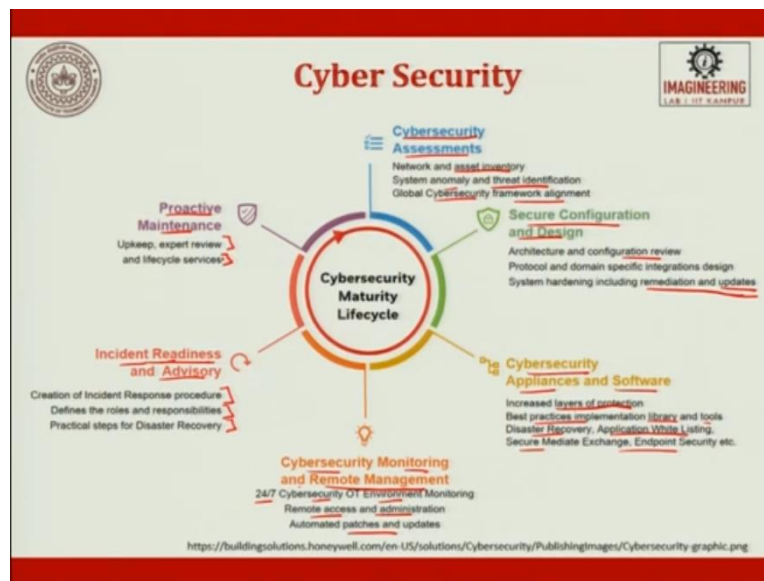 Cyber Security
IMAGINEERING
LAB | IIT KANPUR
Cybersecurity
Assessments
Network and asset inventory
System anomaly and threat identification
Global Cybersecurity framework alignment
Secure Configuration
and Design
Architecture and configuration review
Protocol and domain specific integrations design
System hardening including remediation and updates
Cybersecurity
Appliances and Software
Increased layers of protection
Best practices implementation library and tools
Disaster Recovery, Application White Listing,
Secure Mediate Exchange, Endpoint Security etc.
Cybersecurity Monitoring
and Remote Management
24/7 Cybersecurity OT Environment Monitoring
Remote access and administration
Automated patches and updates
Incident Readiness
and Advisory
Creation of Incident Response procedure
Defines the roles and responsibilities
Practical steps for Disaster Recovery
Proactive
Maintenance
Upkeep, expert review
and lifecycle services
Cybersecurity
Maturity
Lifecycle
https://buildingsolutions.honeywell.com/en-US/solutions/Cybersecurity/PublishingImages/Cybersecurity-graphic.png